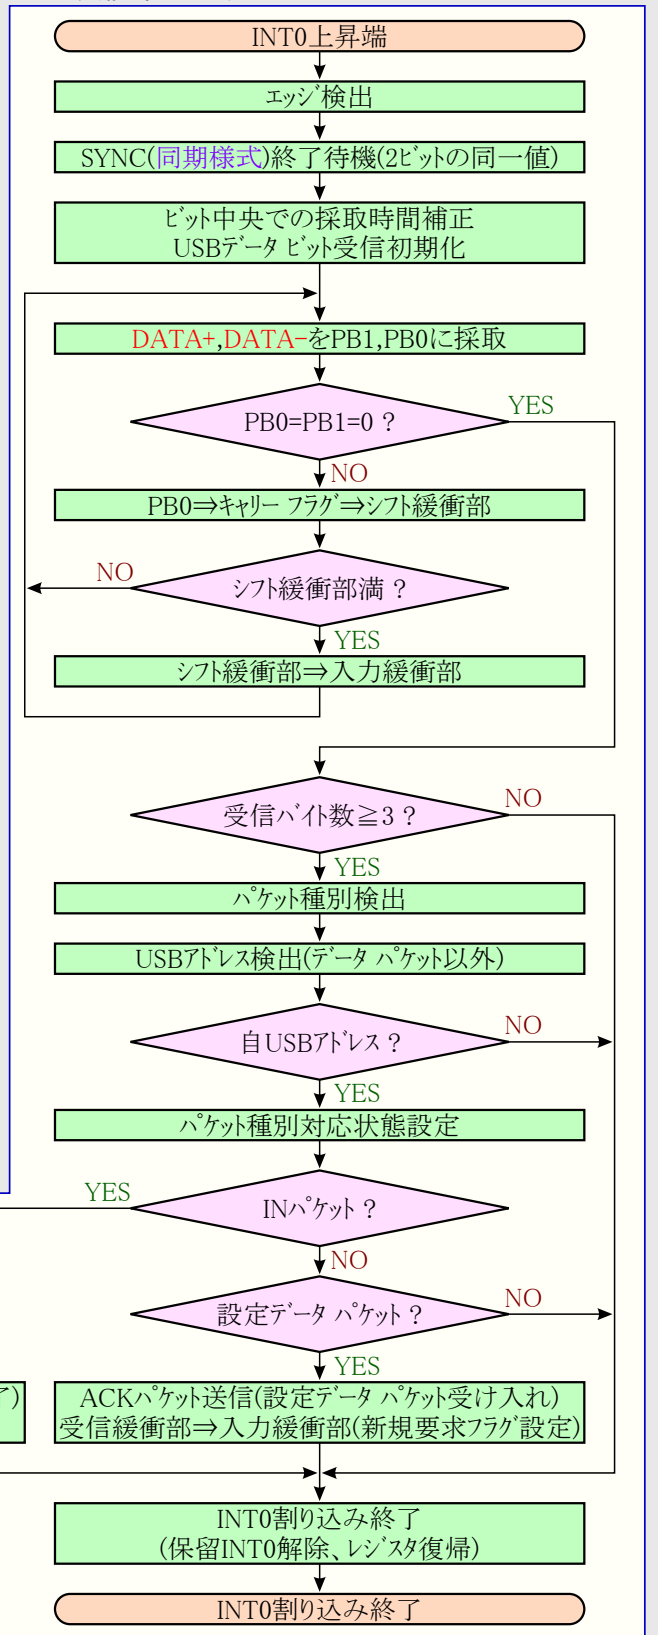 INT0上昇端
エッジ検出
SYNC(同期様式)終了待機(2ビットの同一値)
ビット中央での採取時間補正
USBデータ ビット受信初期化
DATA+,DATA-をPB1,PB0に採取
PB0=PB1=0 ?
YES
NO
PB0⇒キャリー フラグ⇒シフト緩衝部
NO
シフト緩衝部満 ?
YES
シフト緩衝部⇒入力緩衝部
受信バイト数≧3 ?
NO
YES
パケット種別検出
USBアドレス検出(データ パケット以外)
自USBアドレス ?
NO
YES
パケット種別対応状態設定
YES
INパケット ?
NO
設定データ パケット ?
NO
YES
了)
ACKパケット送信(設定データ パケット受け入れ)
受信緩衝部⇒入力緩衝部(新規要求フラグ設定)
INT0割り込み終了
(保留INT0解除、レジスタ復帰)
INT0割り込み終了